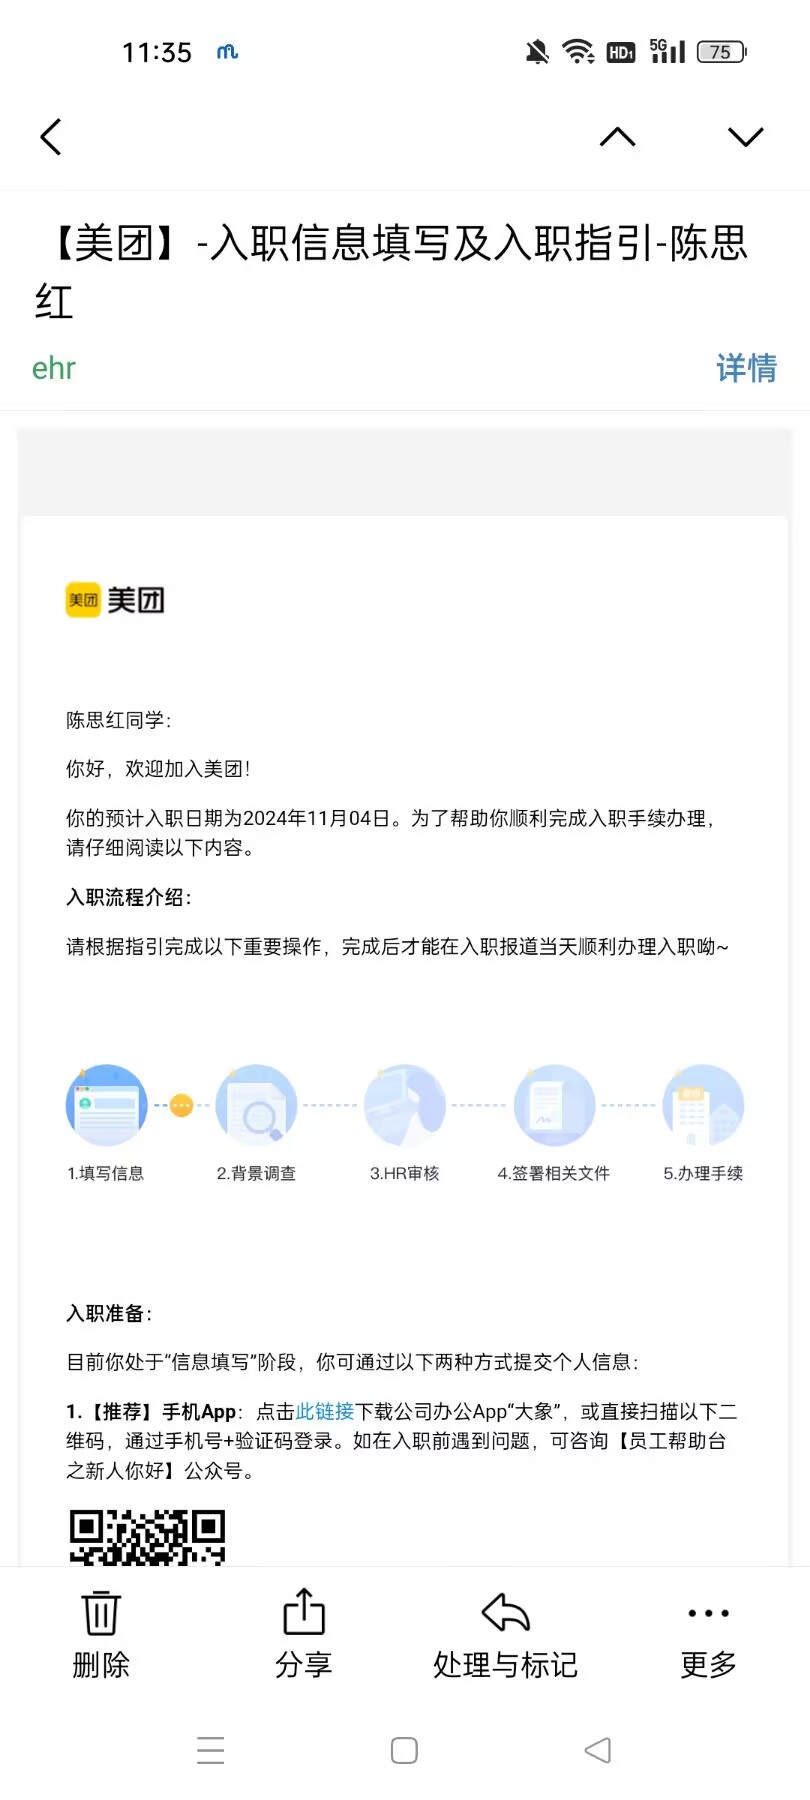 11:35
HD1 5G 75
【美团】-入职信息填写及入职指引-陈思
红
ehr 详情
美团 美团
陈思红同学：
你好，欢迎加入美团！
你的预计入职日期为2024年11月04日。为了帮助你顺利完成入职手续办理，
请仔细阅读以下内容。
入职流程介绍：
请根据指引完成以下重要操作，完成后才能在入职报道当天顺利办理入职呦~
1.填写信息 2.背景调查 3.HR审核 4.签署相关文件 5.办理手续
入职准备：
目前你处于“信息填写”阶段，你可通过以下两种方式提交个人信息：
1.【推荐】手机App：点击此链接下载公司办公App“大象”，或直接扫描以下二
维码，通过手机号+验证码登录。如在入职前遇到问题，可咨询【员工帮助台
之新人你好】公众号。
删除 分享 处理与标记 更多